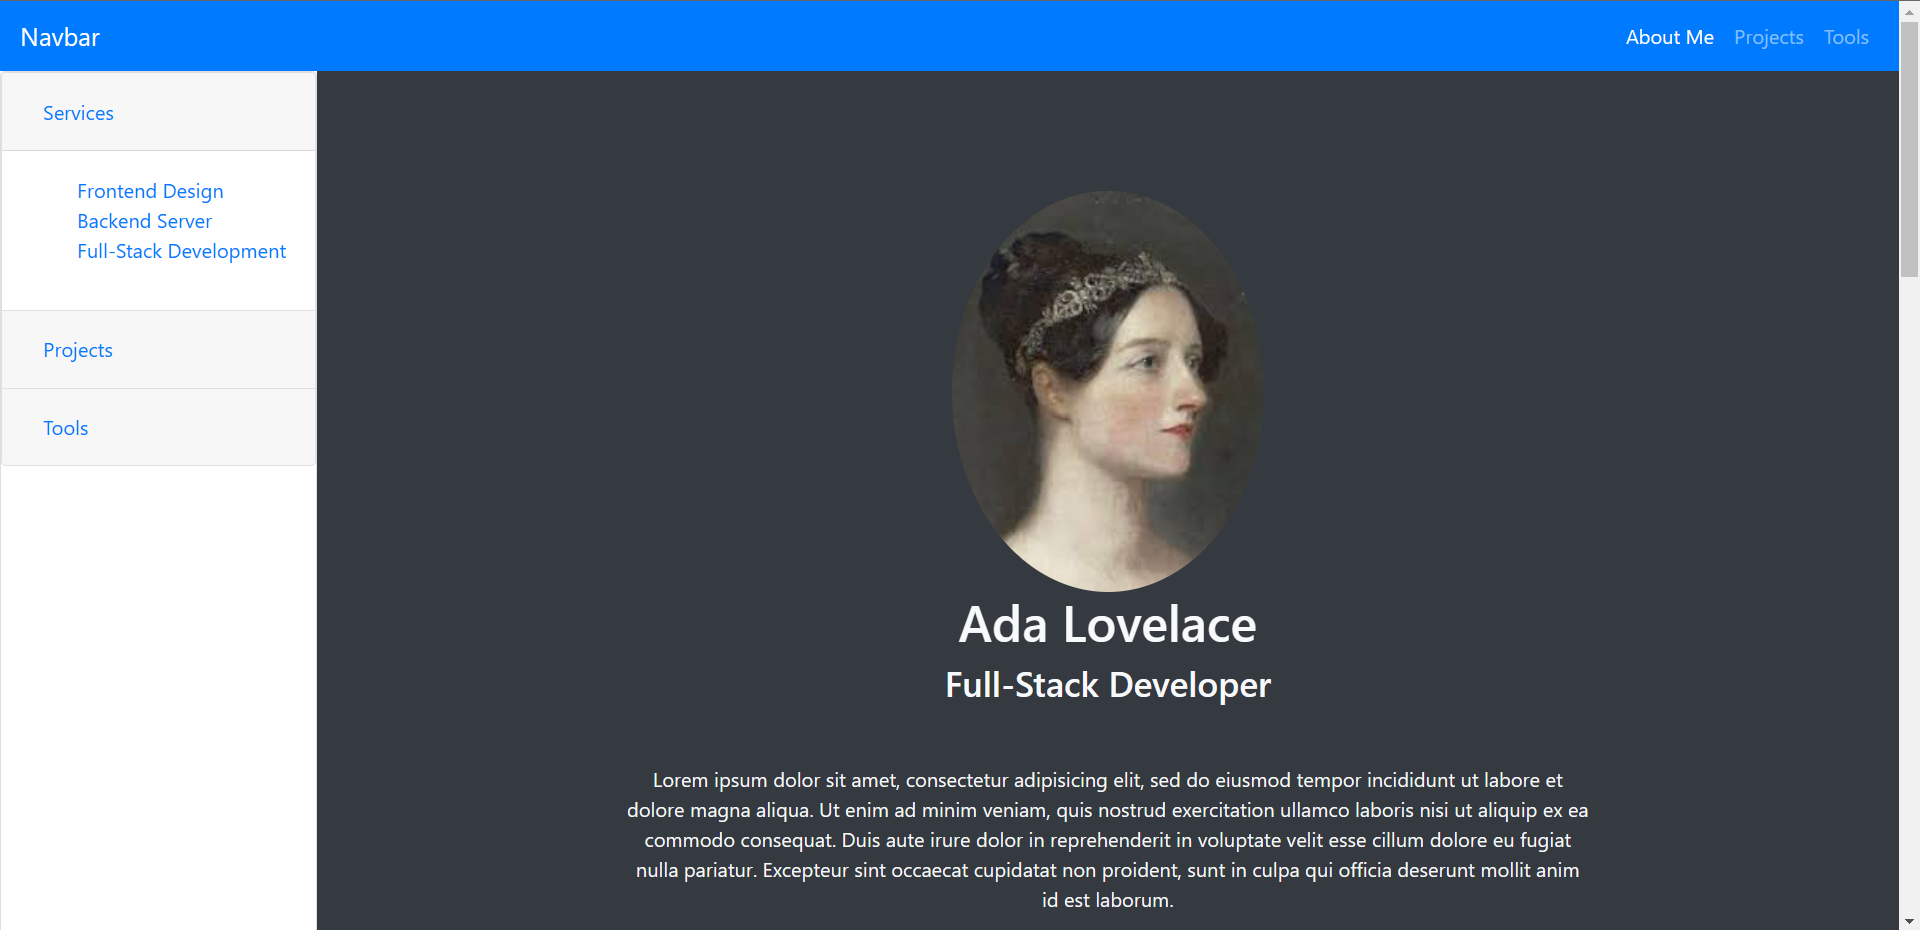 Navbar
About Me Projects Tools
Services
Frontend Design
Backend Server
Full-Stack Development
Projects
Tools
Ada Lovelace
Full-Stack Developer
Lorem ipsum dolor sit amet, consectetur adipisicing elit, sed do eiusmod tempor incididunt ut labore et
dolore magna aliqua. Ut enim ad minim veniam, quis nostrud exercitation ullamco laboris nisi ut aliquip ex ea
commodo consequat. Duis aute irure dolor in reprehenderit in voluptate velit esse cillum dolore eu fugiat
nulla pariatur. Excepteur sint occaecat cupidatat non proident, sunt in culpa qui officia deserunt mollit anim
id est laborum.